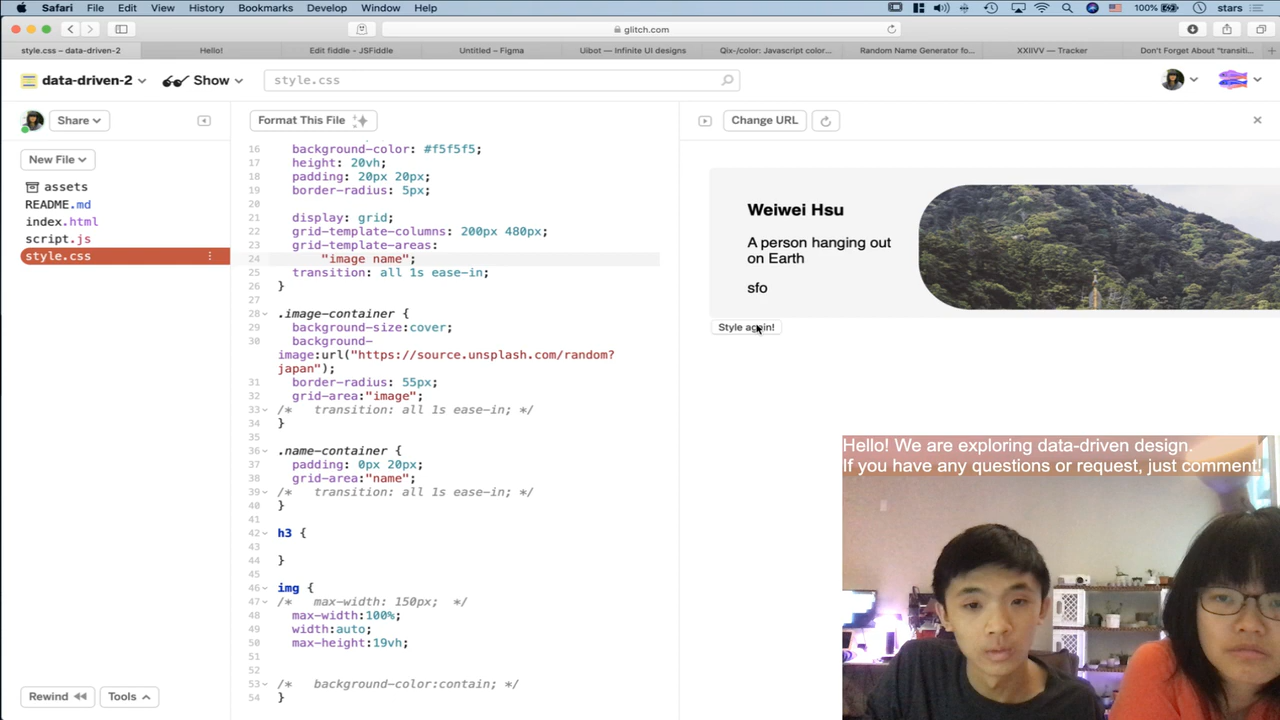 Safari File Edit View History Bookmarks Develop Window Help 100% stars
glitch.com
style.css – data-driven-2 Hello! Edit fiddle - JSFiddle Untitled – Figma Uibot — Infinite UI designs Qix-/color: Javascript color... Random Name Generator fo... XXIIVV — Tracker Don't Forget About "transiti...
data-driven-2 Show style.css
Share Format This File Change URL
New File
assets
README.md
index.html
script.js
style.css
16 background-color: #f5f5f5;
17 height: 20vh;
18 padding: 20px 20px;
19 border-radius: 5px;
20
21 display: grid;
22 grid-template-columns: 200px 480px;
23 grid-template-areas:
24 "image name";
25 transition: all 1s ease-in;
26 }
27
28 .image-container {
29 background-size:cover;
30 background-
image:url("https://source.unsplash.com/random?
japan");
31 border-radius: 55px;
32 grid-area:"image";
33 /* transition: all 1s ease-in; */
34 }
35
36 .name-container {
37 padding: 0px 20px;
38 grid-area:"name";
39 /* transition: all 1s ease-in; */
40 }
41
42 h3 {
43
44 }
45
46 img {
47 /* max-width: 150px; */
48 max-width:100%;
49 width:auto;
50 max-height:19vh;
51
52
53 /* background-color:contain; */
54 }
Rewind Tools
Weiwei Hsu
A person hanging out
on Earth
sfo
Style again!
Hello! We are exploring data-driven design.
If you have any questions or request, just comment!